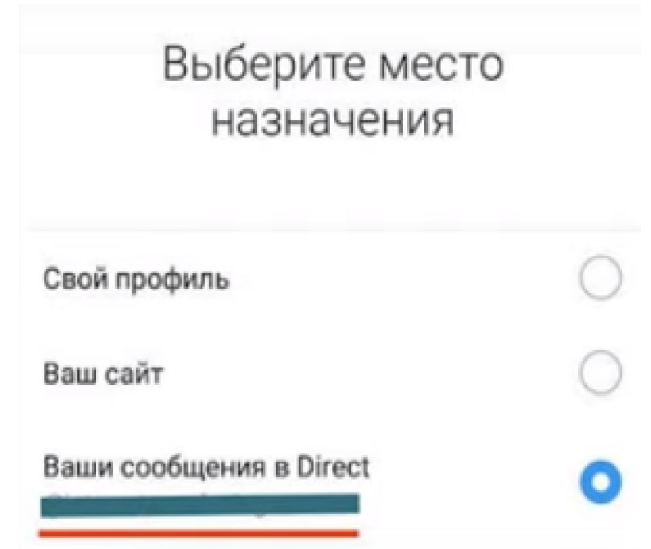 Выберите место
назначения
Свой профиль
Ваш сайт
Ваши сообщения в Direct